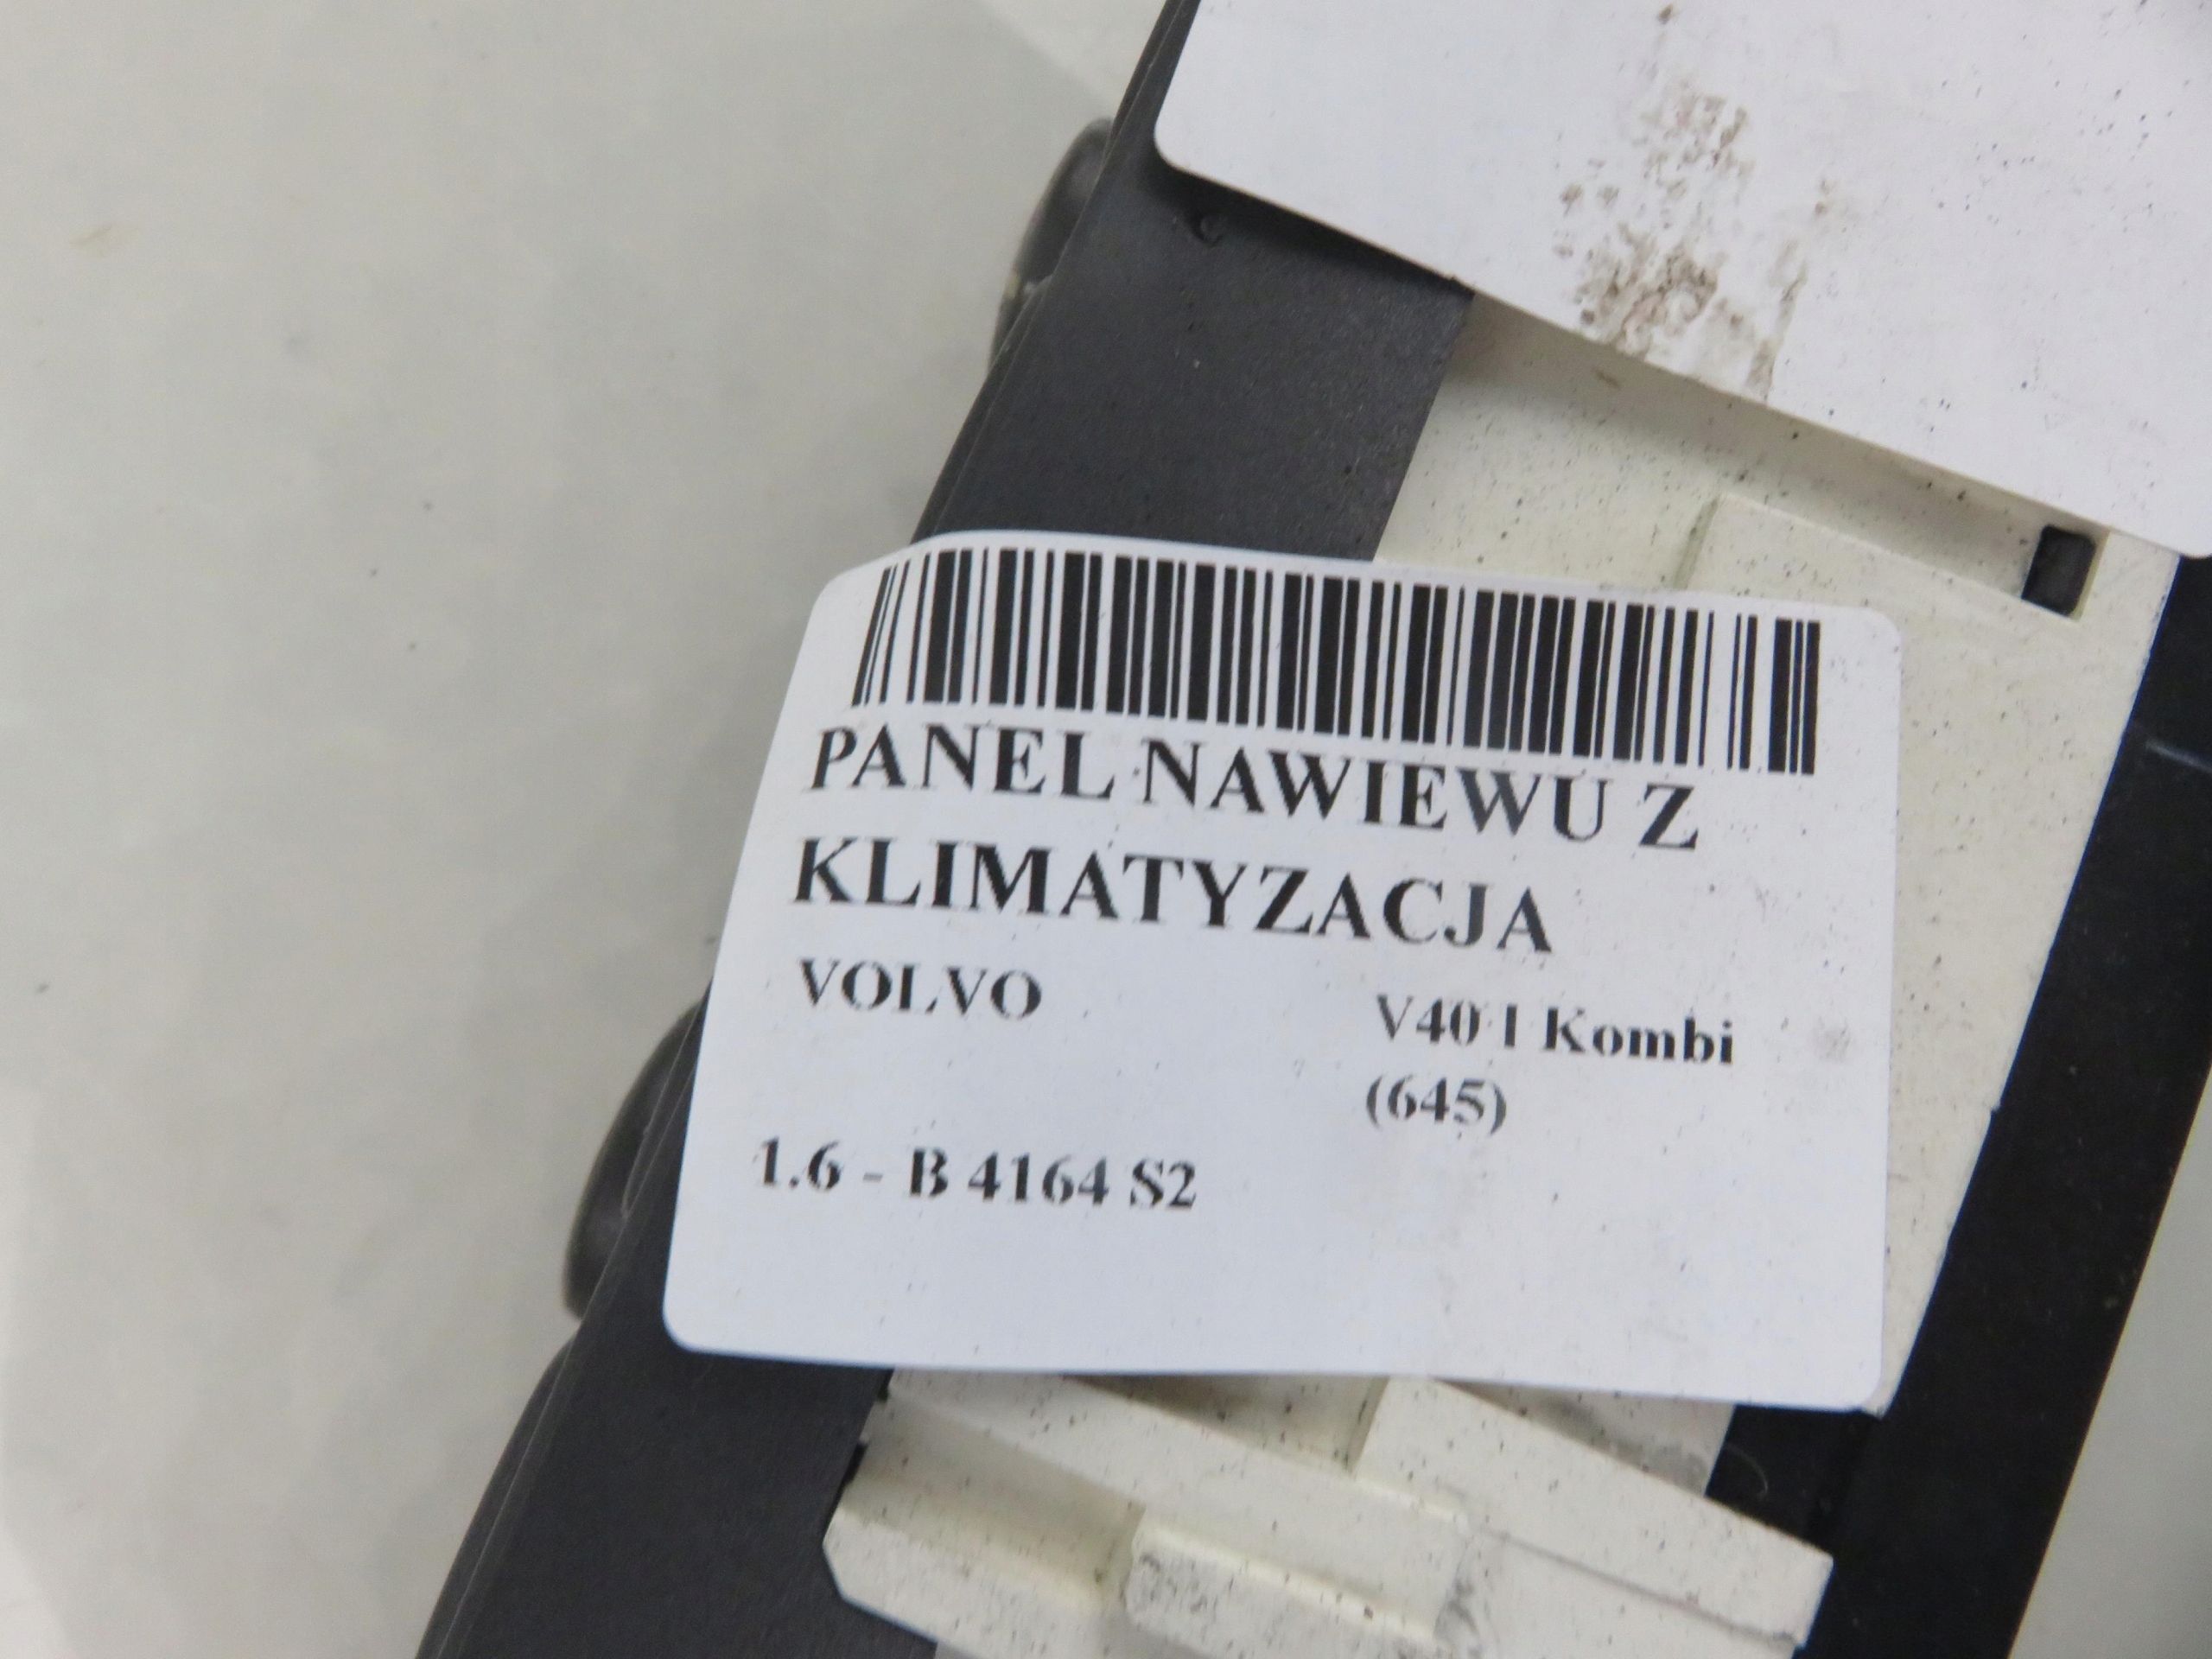 PANEL NAWIEWU Z
KLIMATYZACJA
VOLVO
V40 I Kombi
(645)
1.6 - B 4164 S2